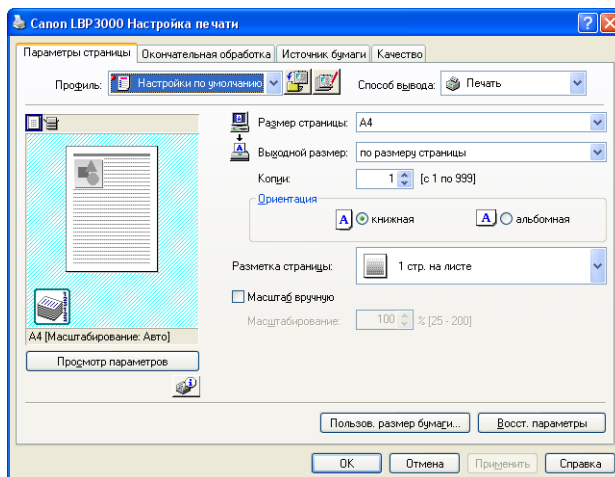 Canon LBP3000 Настройка печати
Параметры страницы Окончательная обработка Источник бумаги Качество
Профиль: Настройки по умолчанию Способ вывода: Печать
Размер страницы: A4
Выходной размер: по размеру страницы
Копии: 1 [с 1 по 999]
Ориентация
A книжная A альбомная
Разметка страницы: 1 стр. на листе
Масштаб вручную
Масштабирование: 100 % [25 - 200]
A4 [Масштабирование: Авто]
Просмотр параметров
Пользов. размер бумаги... Восст. параметры
OK Отмена Применить Справка